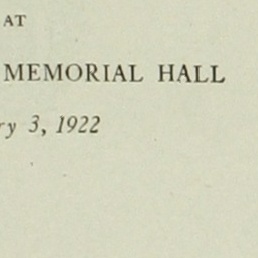 AT
MEMORIAL HALL
ry 3, 1922